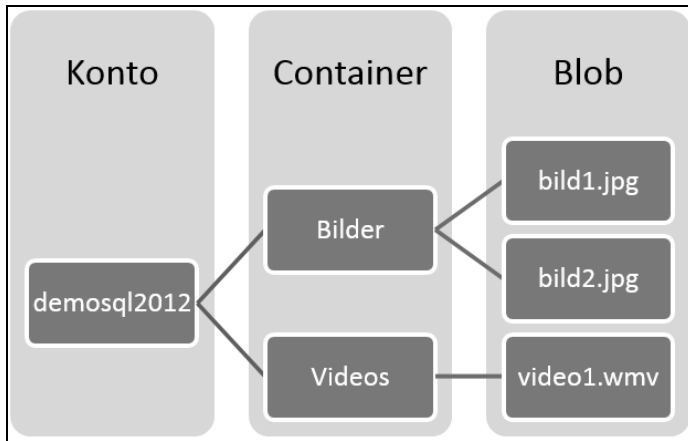 Konto
Container
Blob
bild1.jpg
Bilder
bild2.jpg
demosql2012
Videos
video1.wmv